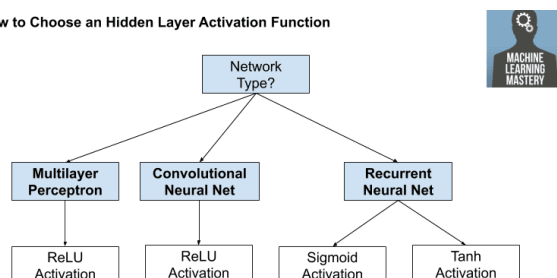 w to Choose an Hidden Layer Activation Function
MACHINE
LEARNING
MASTERY
Network
Type?
Multilayer
Perceptron
Convolutional
Neural Net
Recurrent
Neural Net
ReLU
Activation
ReLU
Activation
Sigmoid
Activation
Tanh
Activation